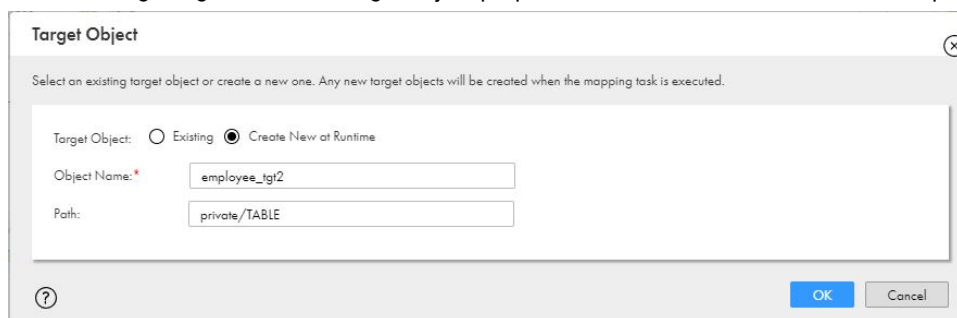 Target Object
Select an existing target object or create a new one. Any new target objects will be created when the mapping task is executed.
Target Object: Existing Create New at Runtime
Object Name:* employee_tgt2
Path: private/TABLE
? OK Cancel